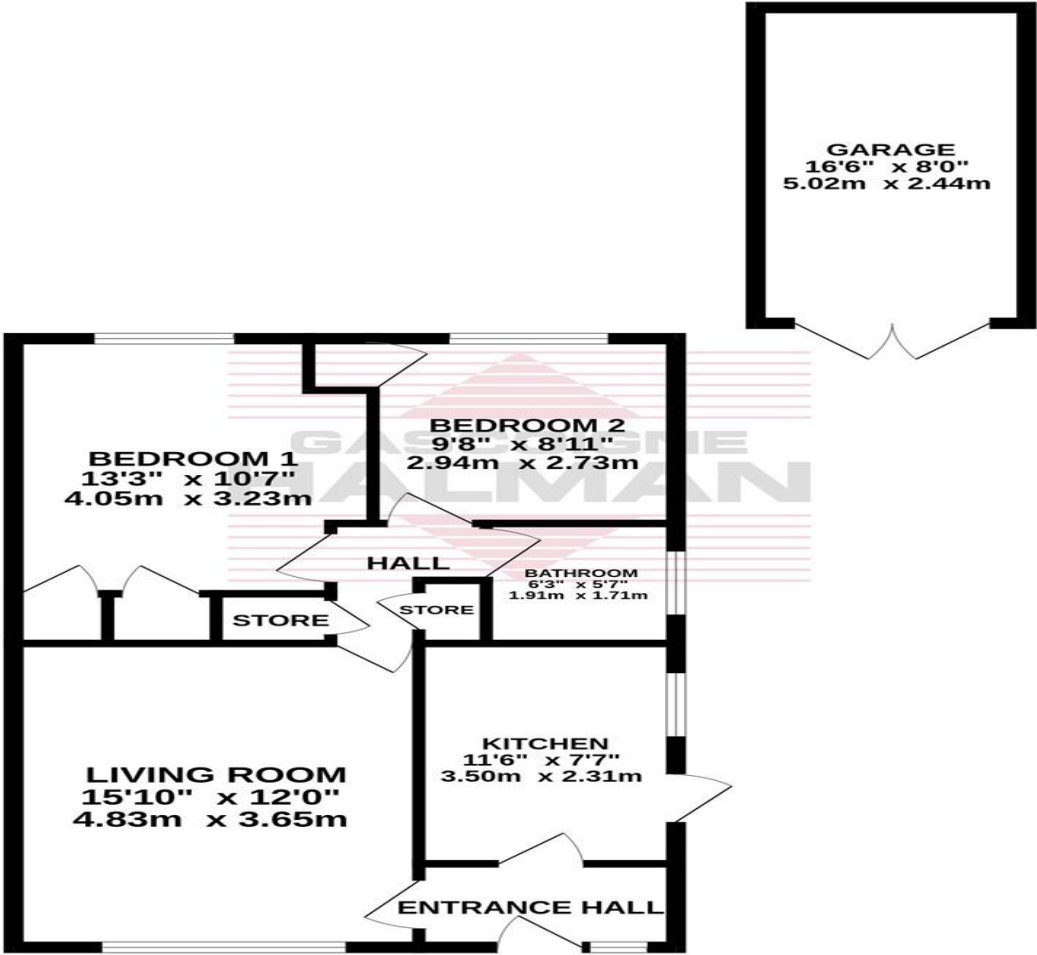 GARAGE
16'6" x 8'0"
5.02m x 2.44m
BEDROOM 2
9'8" x 8'11"
2.94m x 2.73m
GASCOIGNE
HALMAN
BEDROOM 1
13'3" x 10'7"
4.05m x 3.23m
HALL
BATHROOM
6'3" x 5'7"
1.91m x 1.71m
STORE
STORE
KITCHEN
11'6" x 7'7"
3.50m x 2.31m
LIVING ROOM
15'10" x 12'0"
4.83m x 3.65m
ENTRANCE HALL